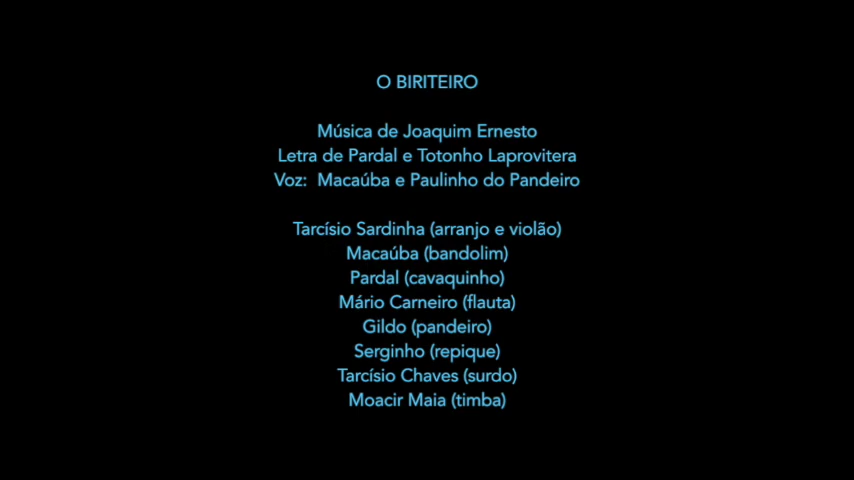 O BIRITEIRO
Música de Joaquim Ernesto
Letra de Pardal e Totonho Laprovitera
Voz: Macaúba e Paulinho do Pandeiro
Tarcísio Sardinha (arranjo e violão)
Macaúba (bandolim)
Pardal (cavaquinho)
Mário Carneiro (flauta)
Gildo (pandeiro)
Serginho (repique)
Tarcísio Chaves (surdo)
Moacir Maia (timba)